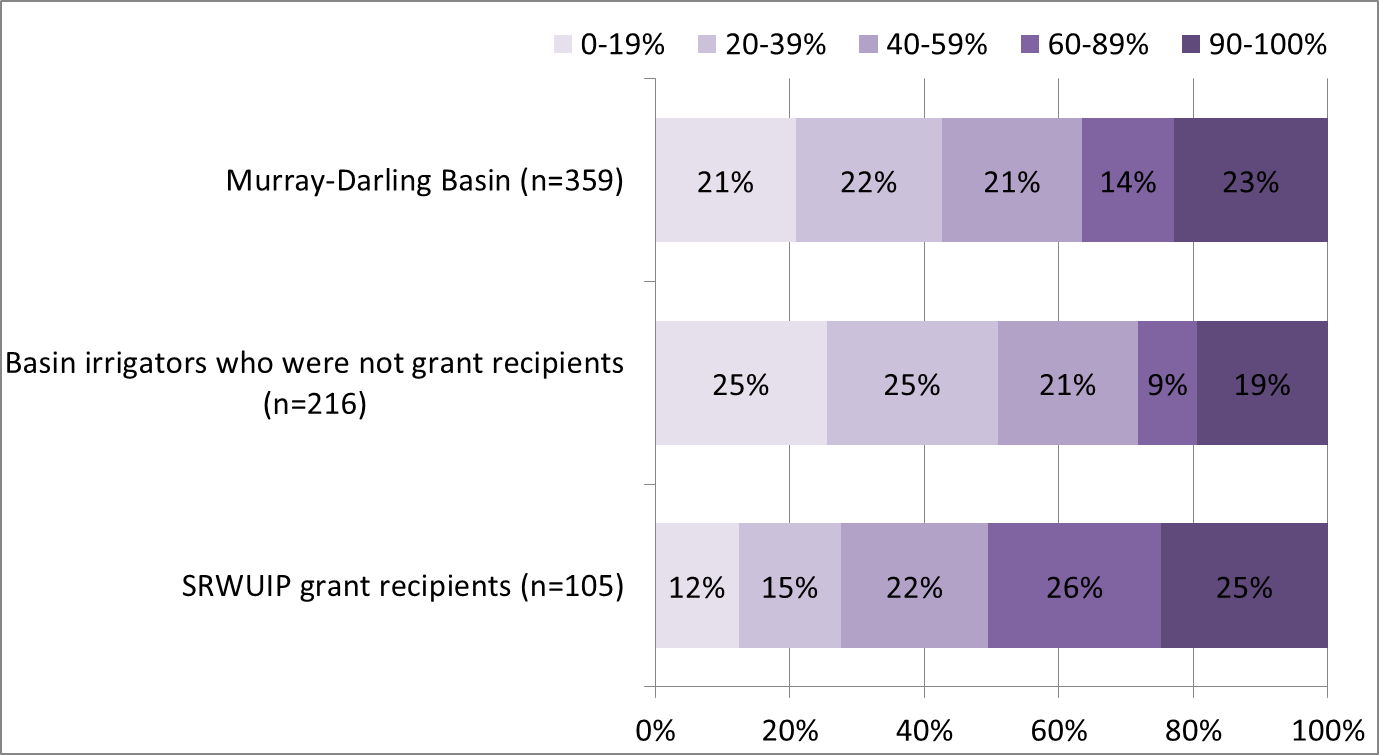 0-19% 20-39% 40-59% 60-89% 90-100%
Murray-Darling Basin (n=359) 21% 22% 21% 14% 23%
Basin irrigators who were not grant recipients
(n=216) 25% 25% 21% 9% 19%
SRWUIP grant recipients (n=105) 12% 15% 22% 26% 25%
0% 20% 40% 60% 80% 100%